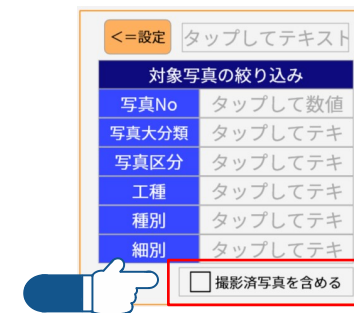 <=設定 タップしてテキスト
対象写真の絞り込み
写真No タップして数値
写真大分類 タップしてテキ
写真区分 タップしてテキ
工種 タップしてテキ
種別 タップしてテキ
細別 タップしてテキ
撮影済写真を含める